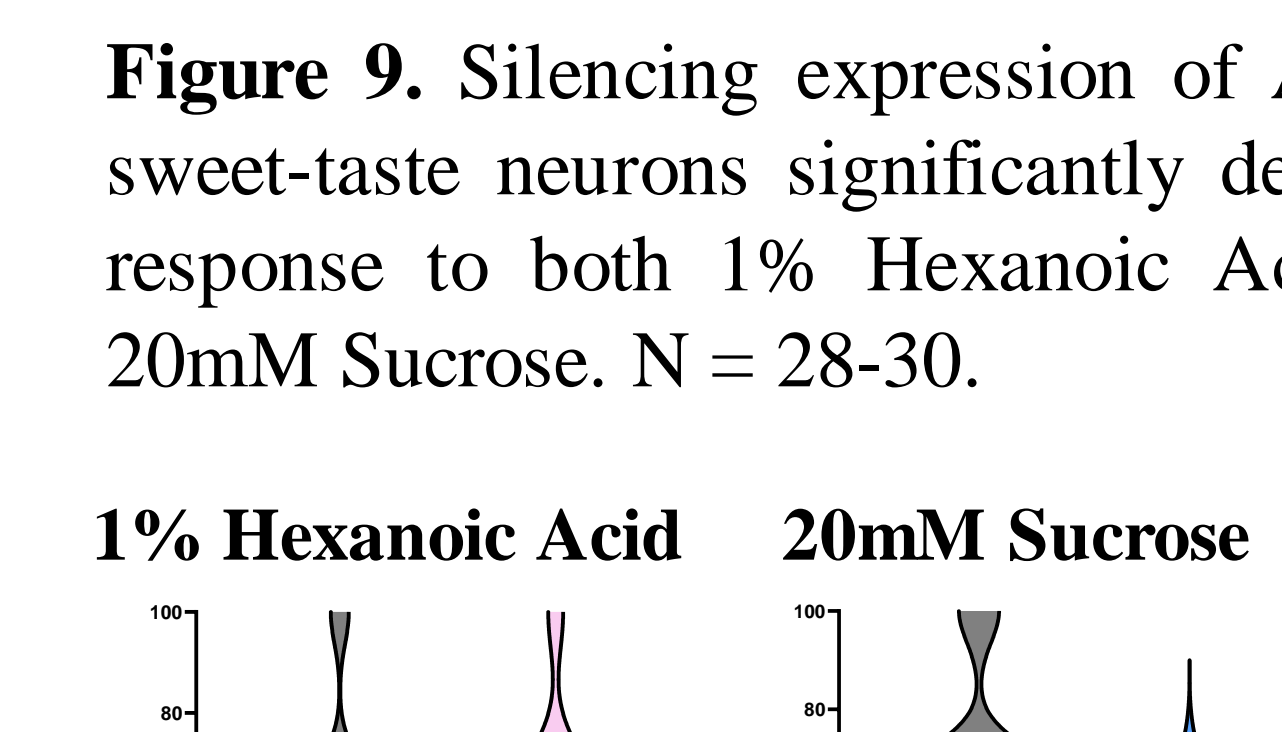 Figure 9. Silencing expression of
sweet-taste neurons significantly
response to both 1% Hexanoic
20mM Sucrose. N = 28-30.
1% Hexanoic Acid 20mM Sucrose
100 100
80 80